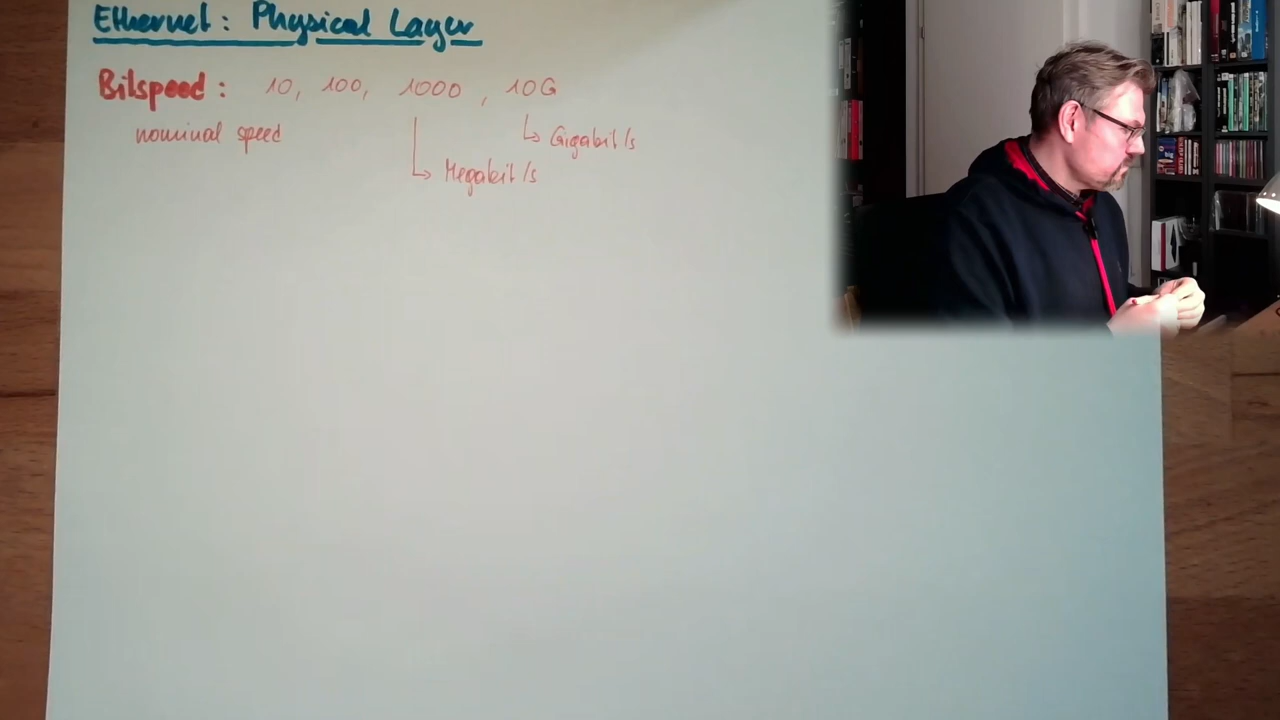 Ethernet: Physical Layer
Bitspeed: 10, 100, 1000, 10G
nominal speed
Gigabit/s
Megabit/s